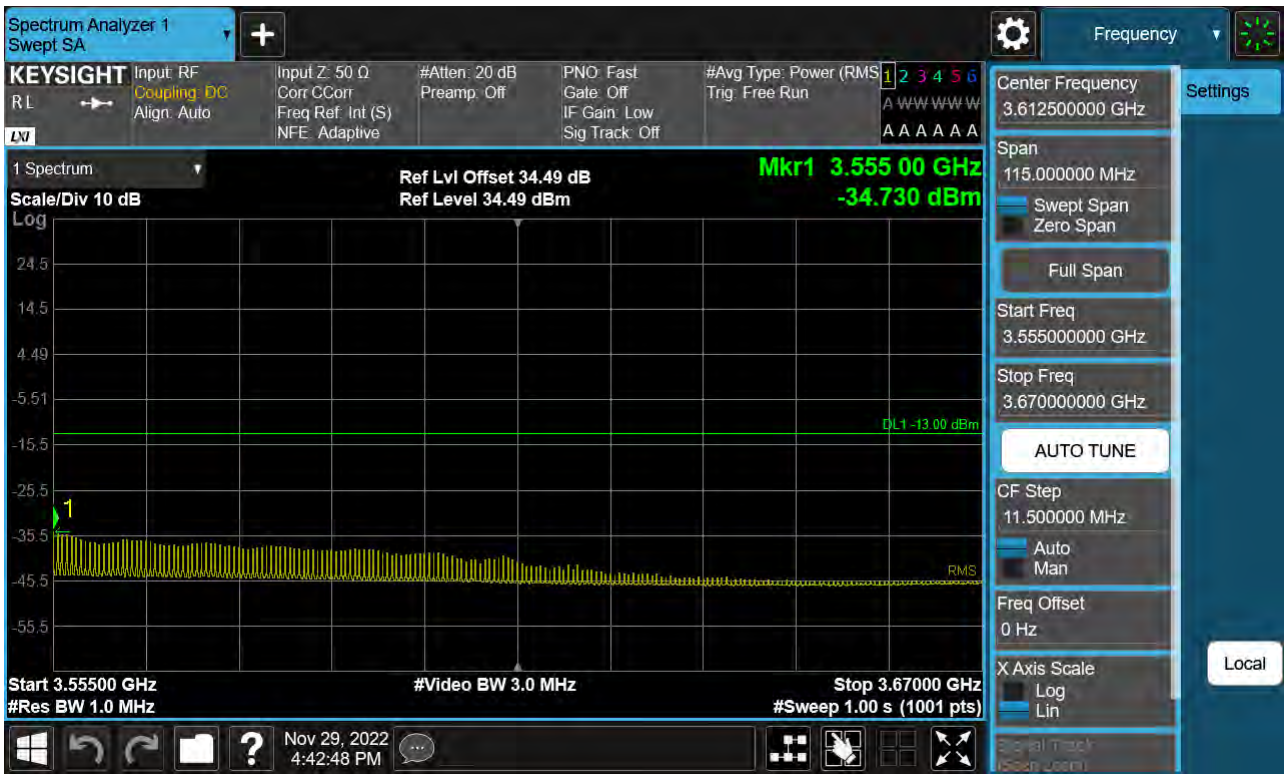 Spectrum Analyzer 1
Swept SA
+
Frequency
KEYSIGHT
RL
LXI
Input: RF
Coupling: DC
Align: Auto
Input Z: 50 Ω
Corr CCorr
Freq Ref: Int (S)
NFE: Adaptive
#Atten: 20 dB
Preamp: Off
PNO: Fast
Gate: Off
IF Gain: Low
Sig Track: Off
#Avg Type: Power (RMS
Trig: Free Run
1 2 3 4 5 6
A W W W W W
A A A A A A
1 Spectrum
Scale/Div 10 dB
Log
Ref Lvl Offset 34.49 dB
Ref Level 34.49 dBm
Mkr1 3.555 00 GHz
-34.730 dBm
24.5
14.5
4.49
-5.51
-15.5
-25.5
-35.5
-45.5
-55.5
DL1 -13.00 dBm
1
RMS
Start 3.55500 GHz
#Res BW 1.0 MHz
#Video BW 3.0 MHz
Stop 3.67000 GHz
#Sweep 1.00 s (1001 pts)
Center Frequency
3.612500000 GHz
Span
115.000000 MHz
Swept Span
Zero Span
Full Span
Start Freq
3.555000000 GHz
Stop Freq
3.670000000 GHz
AUTO TUNE
CF Step
11.500000 MHz
Auto
Man
Freq Offset
0 Hz
X Axis Scale
Log
Lin
Signal Track
(Span Zoom)
Settings
Local
?
Nov 29, 2022
4:42:48 PM